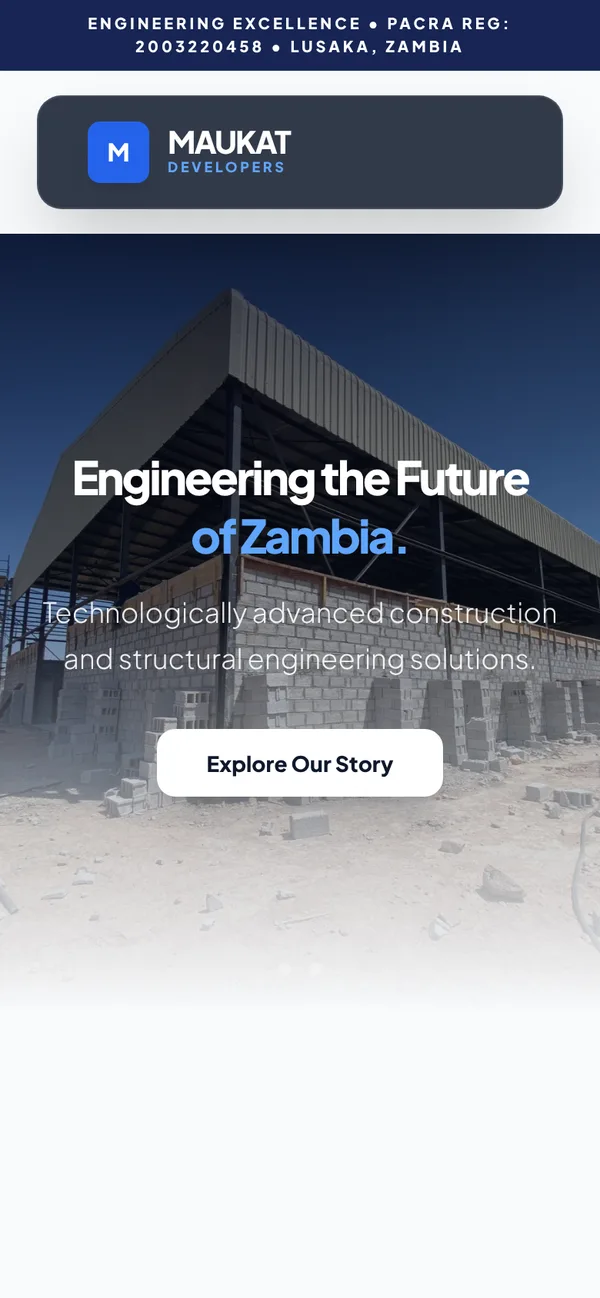 ENGINEERING EXCELLENCE ● PACRA REG:
2003220458 ● LUSAKA, ZAMBIA
M
MAUKAT
DEVELOPERS
Engineering the Future
of Zambia.
Technologically advanced construction
and structural engineering solutions.
Explore Our Story